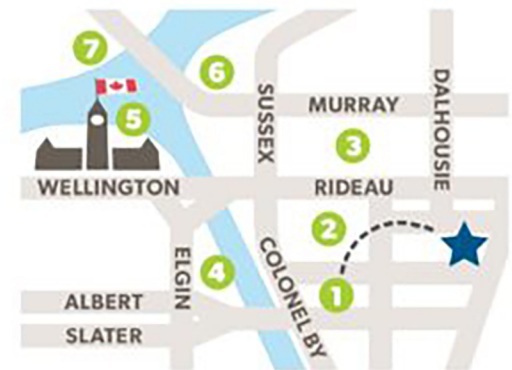 7
6
5
MURRAY
SUSSEX
DALHOUSIE
3
WELLINGTON
RIDEAU
2
ELGIN
4
COLONEL BY
1
ALBERT
SLATER